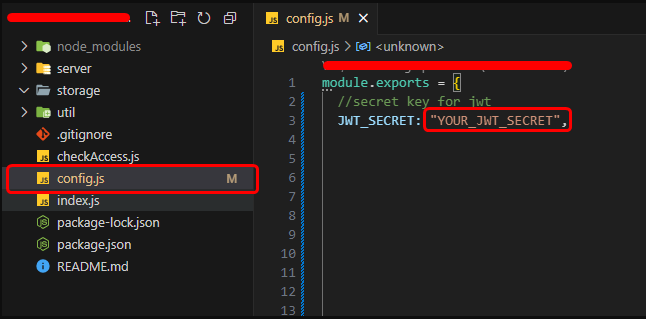 config.js M
config.js > <unknown>
node_modules
server
storage
util
.gitignore
checkAccess.js
config.js M
index.js
package-lock.json
package.json
README.md
1 module.exports = {
2 //secret key for jwt
3 JWT_SECRET: "YOUR_JWT_SECRET",
4
5
6
7
8
9
10
11
12
13